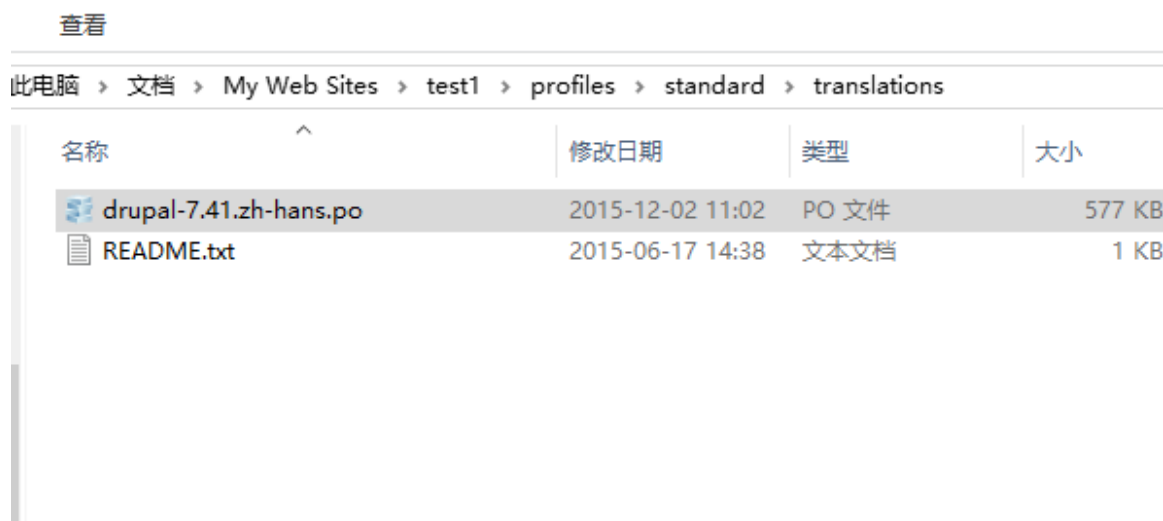 查看
此电脑 > 文档 > My Web Sites > test1 > profiles > standard > translations
名称 修改日期 类型 大小
drupal-7.41.zh-hans.po 2015-12-02 11:02 PO 文件 577 KB
README.txt 2015-06-17 14:38 文本文档 1 KB